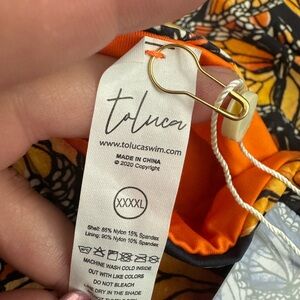 toluca
www.tolucaswim.com
MADE IN CHINA
© 2020 Copyright
XXXXL
Shell: 85% Nylon 15% Spandex
Lining: 90% Nylon 10% Spandex
MACHINE WASH COLD INSIDE
OUT WITH LIKE COLORS
DO NOT BLEACH
LINE DRY IN THE SHADE